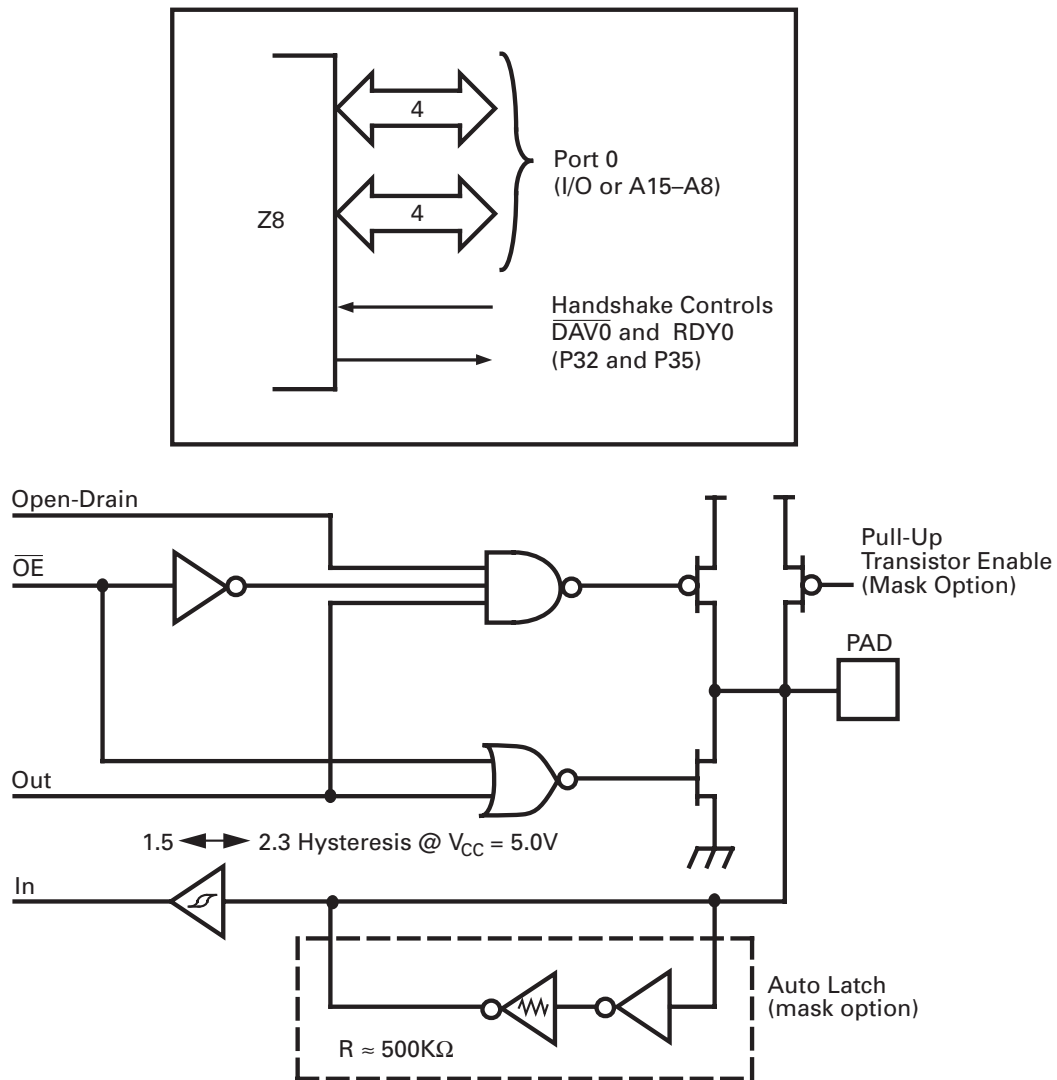 4
Port 0
(I/O or A15–A8)
4
Z8
Handshake Controls
D̅A̅V̅0̅ and RDY0
(P32 and P35)
Open-Drain
O̅E̅
Pull-Up
Transistor Enable
(Mask Option)
PAD
Out
1.5 2.3 Hysteresis @ VCC = 5.0V
In
Auto Latch
(mask option)
R ≈ 500KΩ